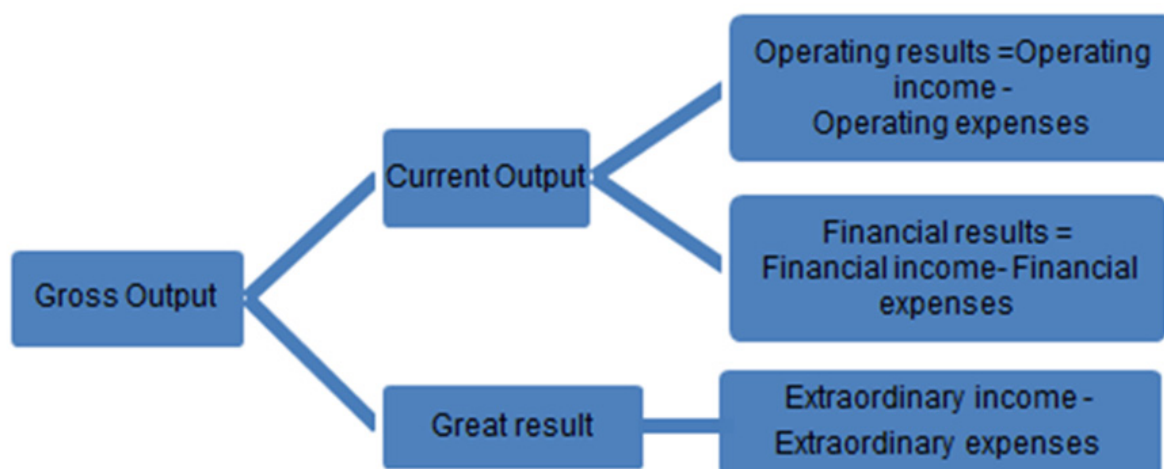 Gross Output
Current Output
Great result
Operating results =Operating
income -
Operating expenses
Financial results =
Financial income- Financial
expenses
Extraordinary income -
Extraordinary expenses